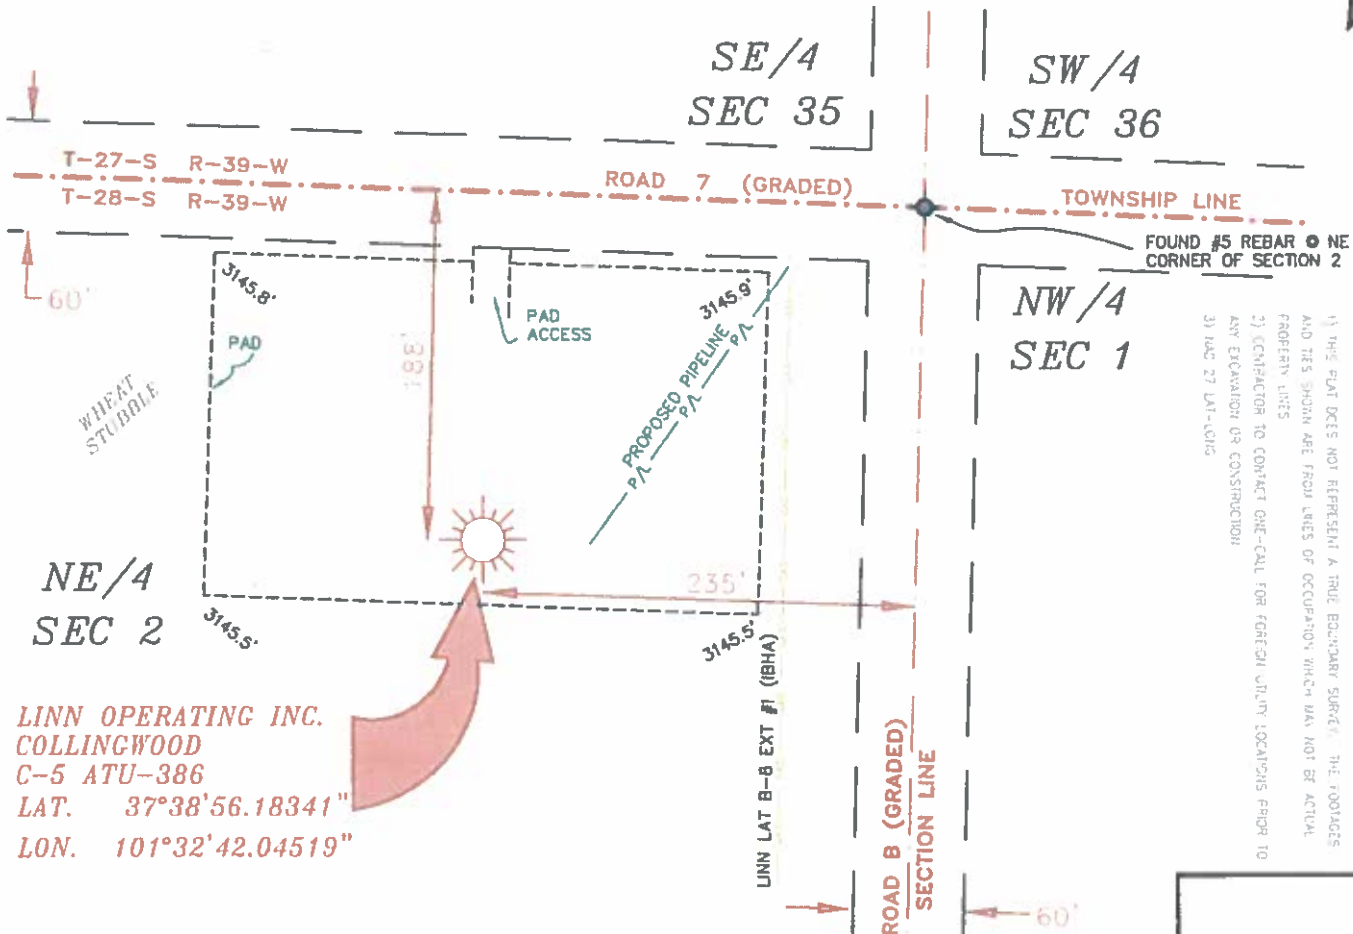 SE/4
SEC 35
SW/4
SEC 36
T-27-S R-39-W
T-28-S R-39-W
ROAD 7 (GRADED)
TOWNSHIP LINE
FOUND #5 REBAR @ NE
CORNER OF SECTION 2
60'
3145.8'
PAD
ACCESS
3145.9'
PAD
PROPOSED PIPELINE
P/L
P/L
P/L
NW/4
SEC 1
WHEAT
STUBBLE
NE/4
SEC 2
235'
3145.5'
3145.5'
LINN OPERATING INC.
COLLINGWOOD
C-5 ATU-386
LAT. 37°38'56.18341"
LON. 101°32'42.04519"
LINN LAT B-8 EXT #1 (IBHA)
ROAD B (GRADED)
SECTION LINE
60'
1) THIS PLAT DOES NOT REPRESENT A TRUE BOUNDARY SURVEY. THE FOOTAGES
AND TIES SHOWN ARE FROM LINES OF OCCUPATION WHICH MAY NOT BE ACTUAL
PROPERTY LINES
2) CONTRACTOR TO CONTACT ONE-CALL FOR FOREIGN UTILITY LOCATIONS PRIOR TO
ANY EXCAVATION OR CONSTRUCTION
3) NAD 27 LAT-LONG